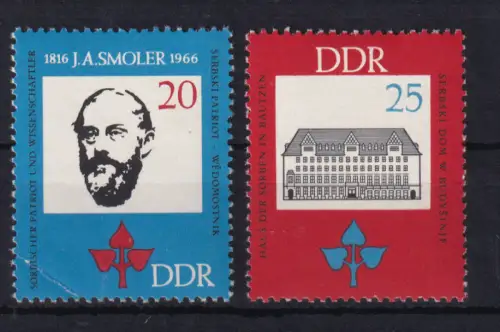 1816 J.A.SMOLER 1966
SORBISCHER PATRIOT UND WISSENSCHAFTLER
20
SERBSKI PATRIOT - WĚDOMOSTNIK
DDR
DDR
HAUS DER SORBEN IN BAUTZEN
25
SERBSKI DOM W BUDYŠINJE